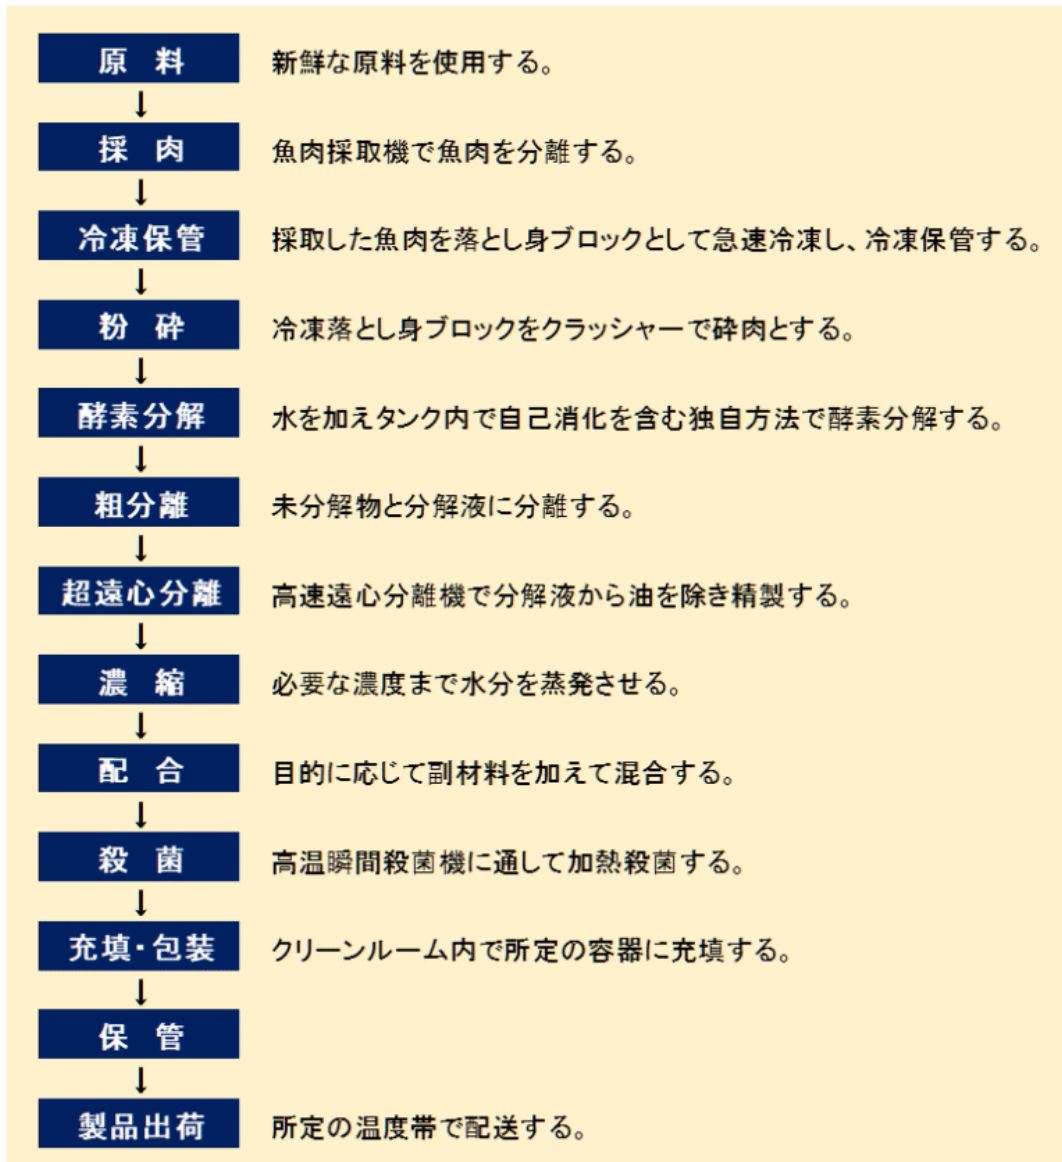 原 料 新鮮な原料を使用する。
↓
採 肉 魚肉採取機で魚肉を分離する。
↓
冷凍保管 採取した魚肉を落とし身ブロックとして急速冷凍し、冷凍保管する。
↓
粉 砕 冷凍落とし身ブロックをクラッシャーで砕肉とする。
↓
酵素分解 水を加えタンク内で自己消化を含む独自方法で酵素分解する。
↓
粗分離 未分解物と分解液に分離する。
↓
超遠心分離 高速遠心分離機で分解液から油を除き精製する。
↓
濃 縮 必要な濃度まで水分を蒸発させる。
↓
配 合 目的に応じて副材料を加えて混合する。
↓
殺 菌 高温瞬間殺菌機に通して加熱殺菌する。
↓
充填・包装 クリーンルーム内で所定の容器に充填する。
↓
保 管
↓
製品出荷 所定の温度帯で配送する。